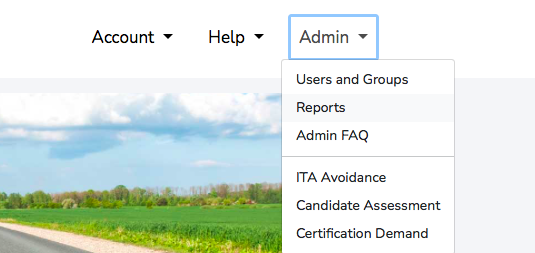 Account Help Admin
Users and Groups
Reports
Admin FAQ
ITA Avoidance
Candidate Assessment
Certification Demand